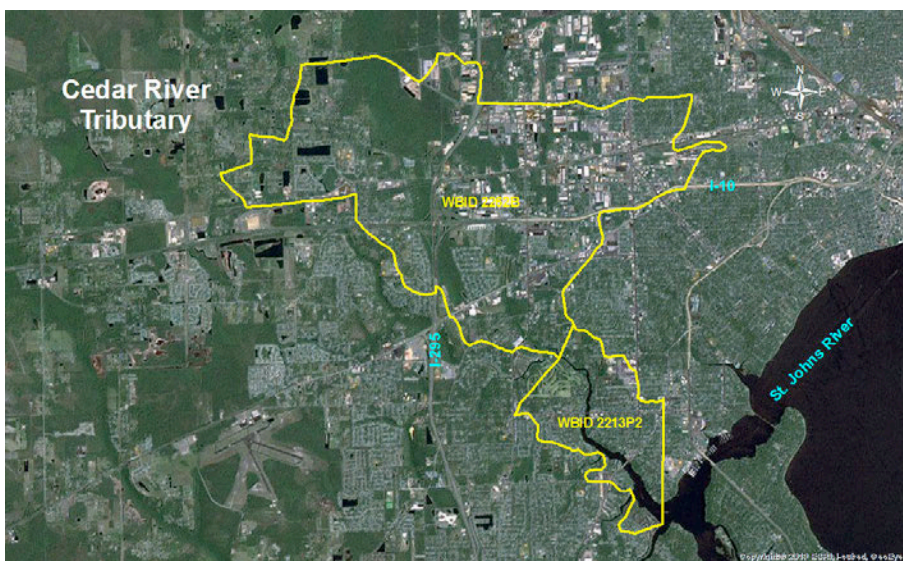 Cedar River
Tributary
N
W E
S
I-10
WBID 2213P2
I-295
St. Johns River